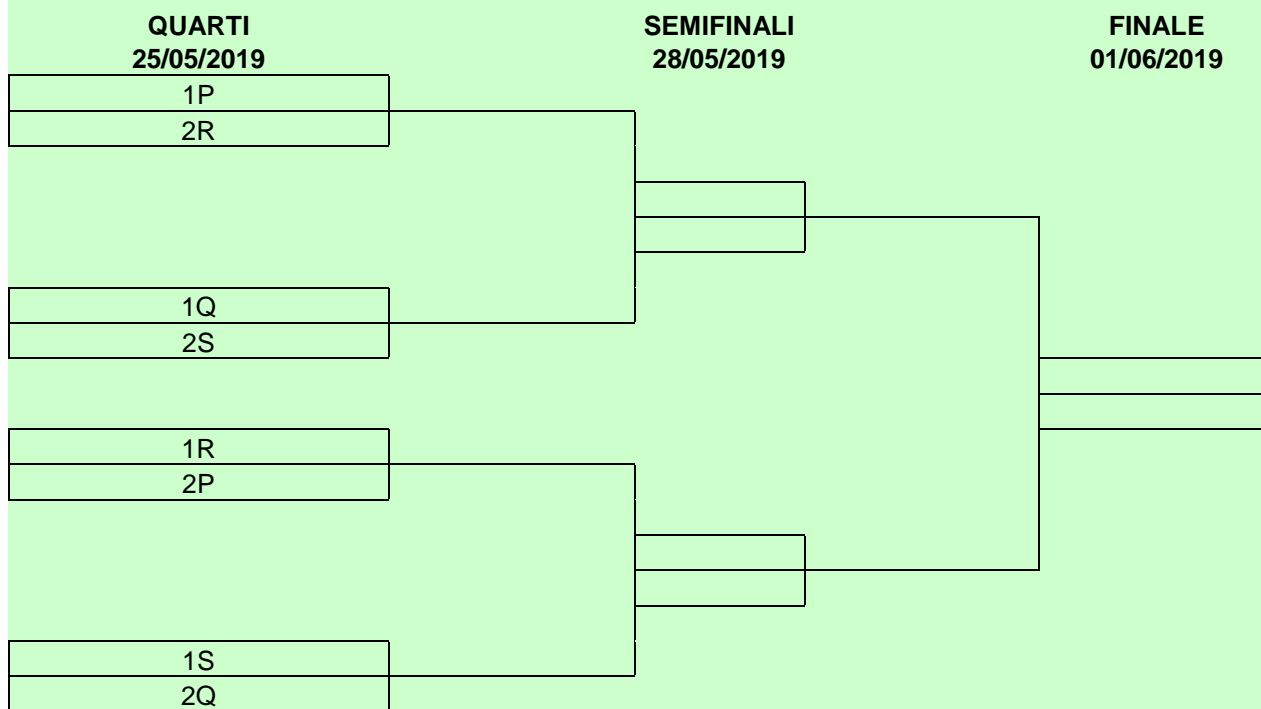 QUARTI
25/05/2019
SEMIFINALI
28/05/2019
FINALE
01/06/2019
1P
2R
1Q
2S
1R
2P
1S
2Q